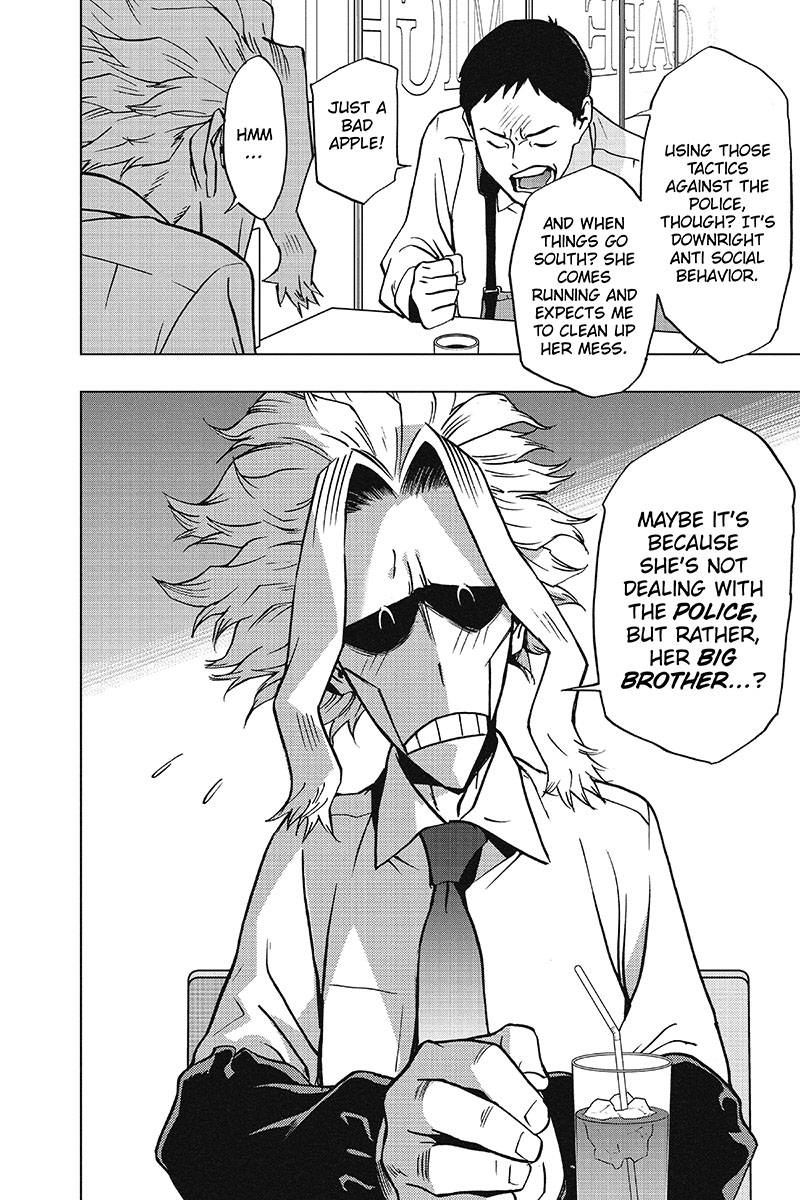 USING THOSE
TACTICS
AGAINST THE
POLICE,
THOUGH? IT'S
DOWNRIGHT
ANTI SOCIAL
BEHAVIOR.
AND WHEN
THINGS GO
SOUTH? SHE
COMES
RUNNING AND
EXPECTS ME
TO CLEAN UP
HER MESS.
JUST A
BAD
APPLE!
HMM
...
MAYBE IT'S
BECAUSE
SHE'S NOT
DEALING WITH
THE POLICE,
BUT RATHER,
HER BIG
BROTHER...?